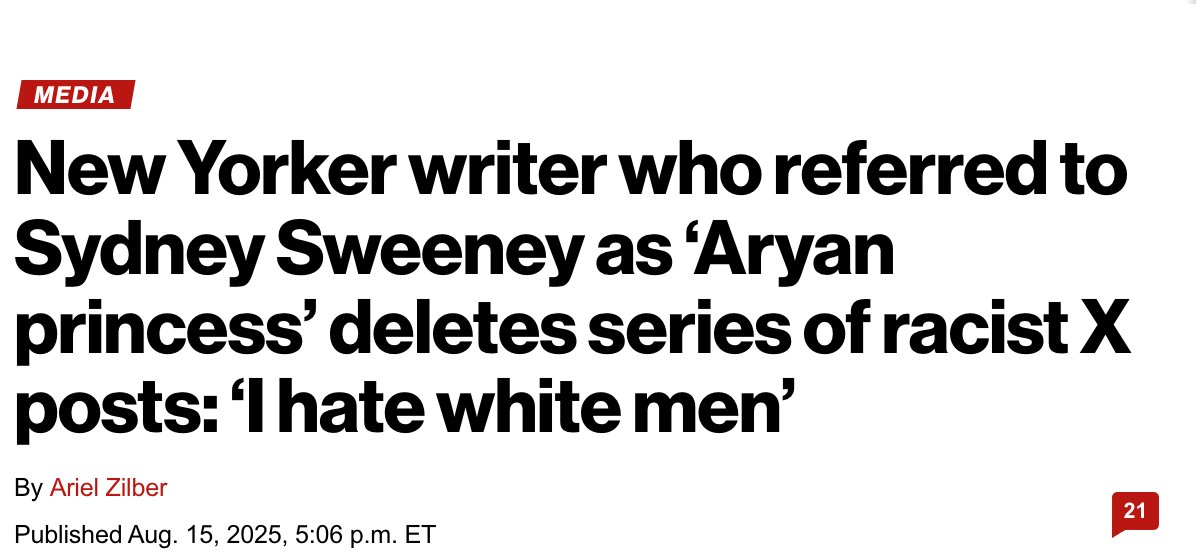 MEDIA
New Yorker writer who referred to
Sydney Sweeney as ‘Aryan
princess’ deletes series of racist X
posts: ‘I hate white men’
By Ariel Zilber
Published Aug. 15, 2025, 5:06 p.m. ET
21